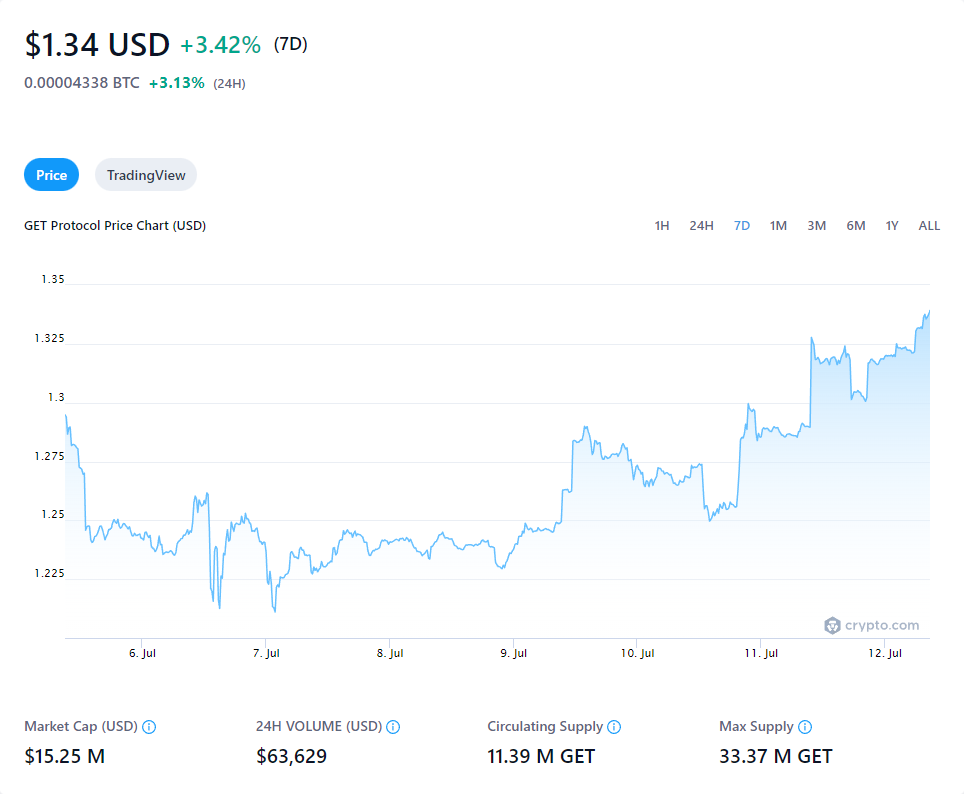 $1.34 USD +3.42% (7D)
0.00004338 BTC +3.13% (24H)
Price TradingView
GET Protocol Price Chart (USD) 1H 24H 7D 1M 3M 6M 1Y ALL
1.35
1.325
1.3
1.275
1.25
1.225
crypto.com
6. Jul 7. Jul 8. Jul 9. Jul 10. Jul 11. Jul 12. Jul
Market Cap (USD) 24H VOLUME (USD) Circulating Supply Max Supply
$15.25 M $63,629 11.39 M GET 33.37 M GET